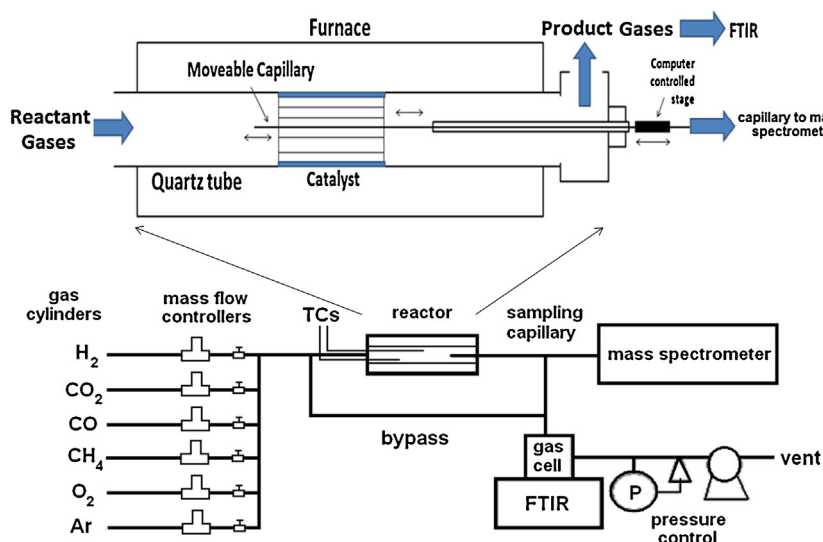 Furnace
Product Gases
FTIR
Moveable Capillary
Computer
controlled
stage
Reactant
Gases
capillary to
spectromet
Quartz tube
Catalyst
gas
cylinders
mass flow
controllers
TCs
reactor
sampling
capillary
H2
CO2
CO
CH4
O2
Ar
mass spectrometer
bypass
gas
cell
FTIR
P
vent
pressure
control